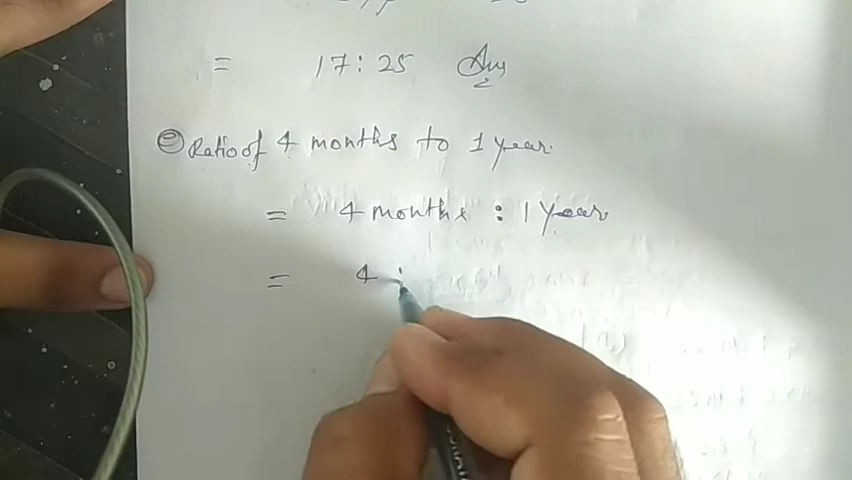 = 17:25 Ans
ⓔ Ratio of 4 months to 1 year.
= 4 months : 1 year
= 4 :